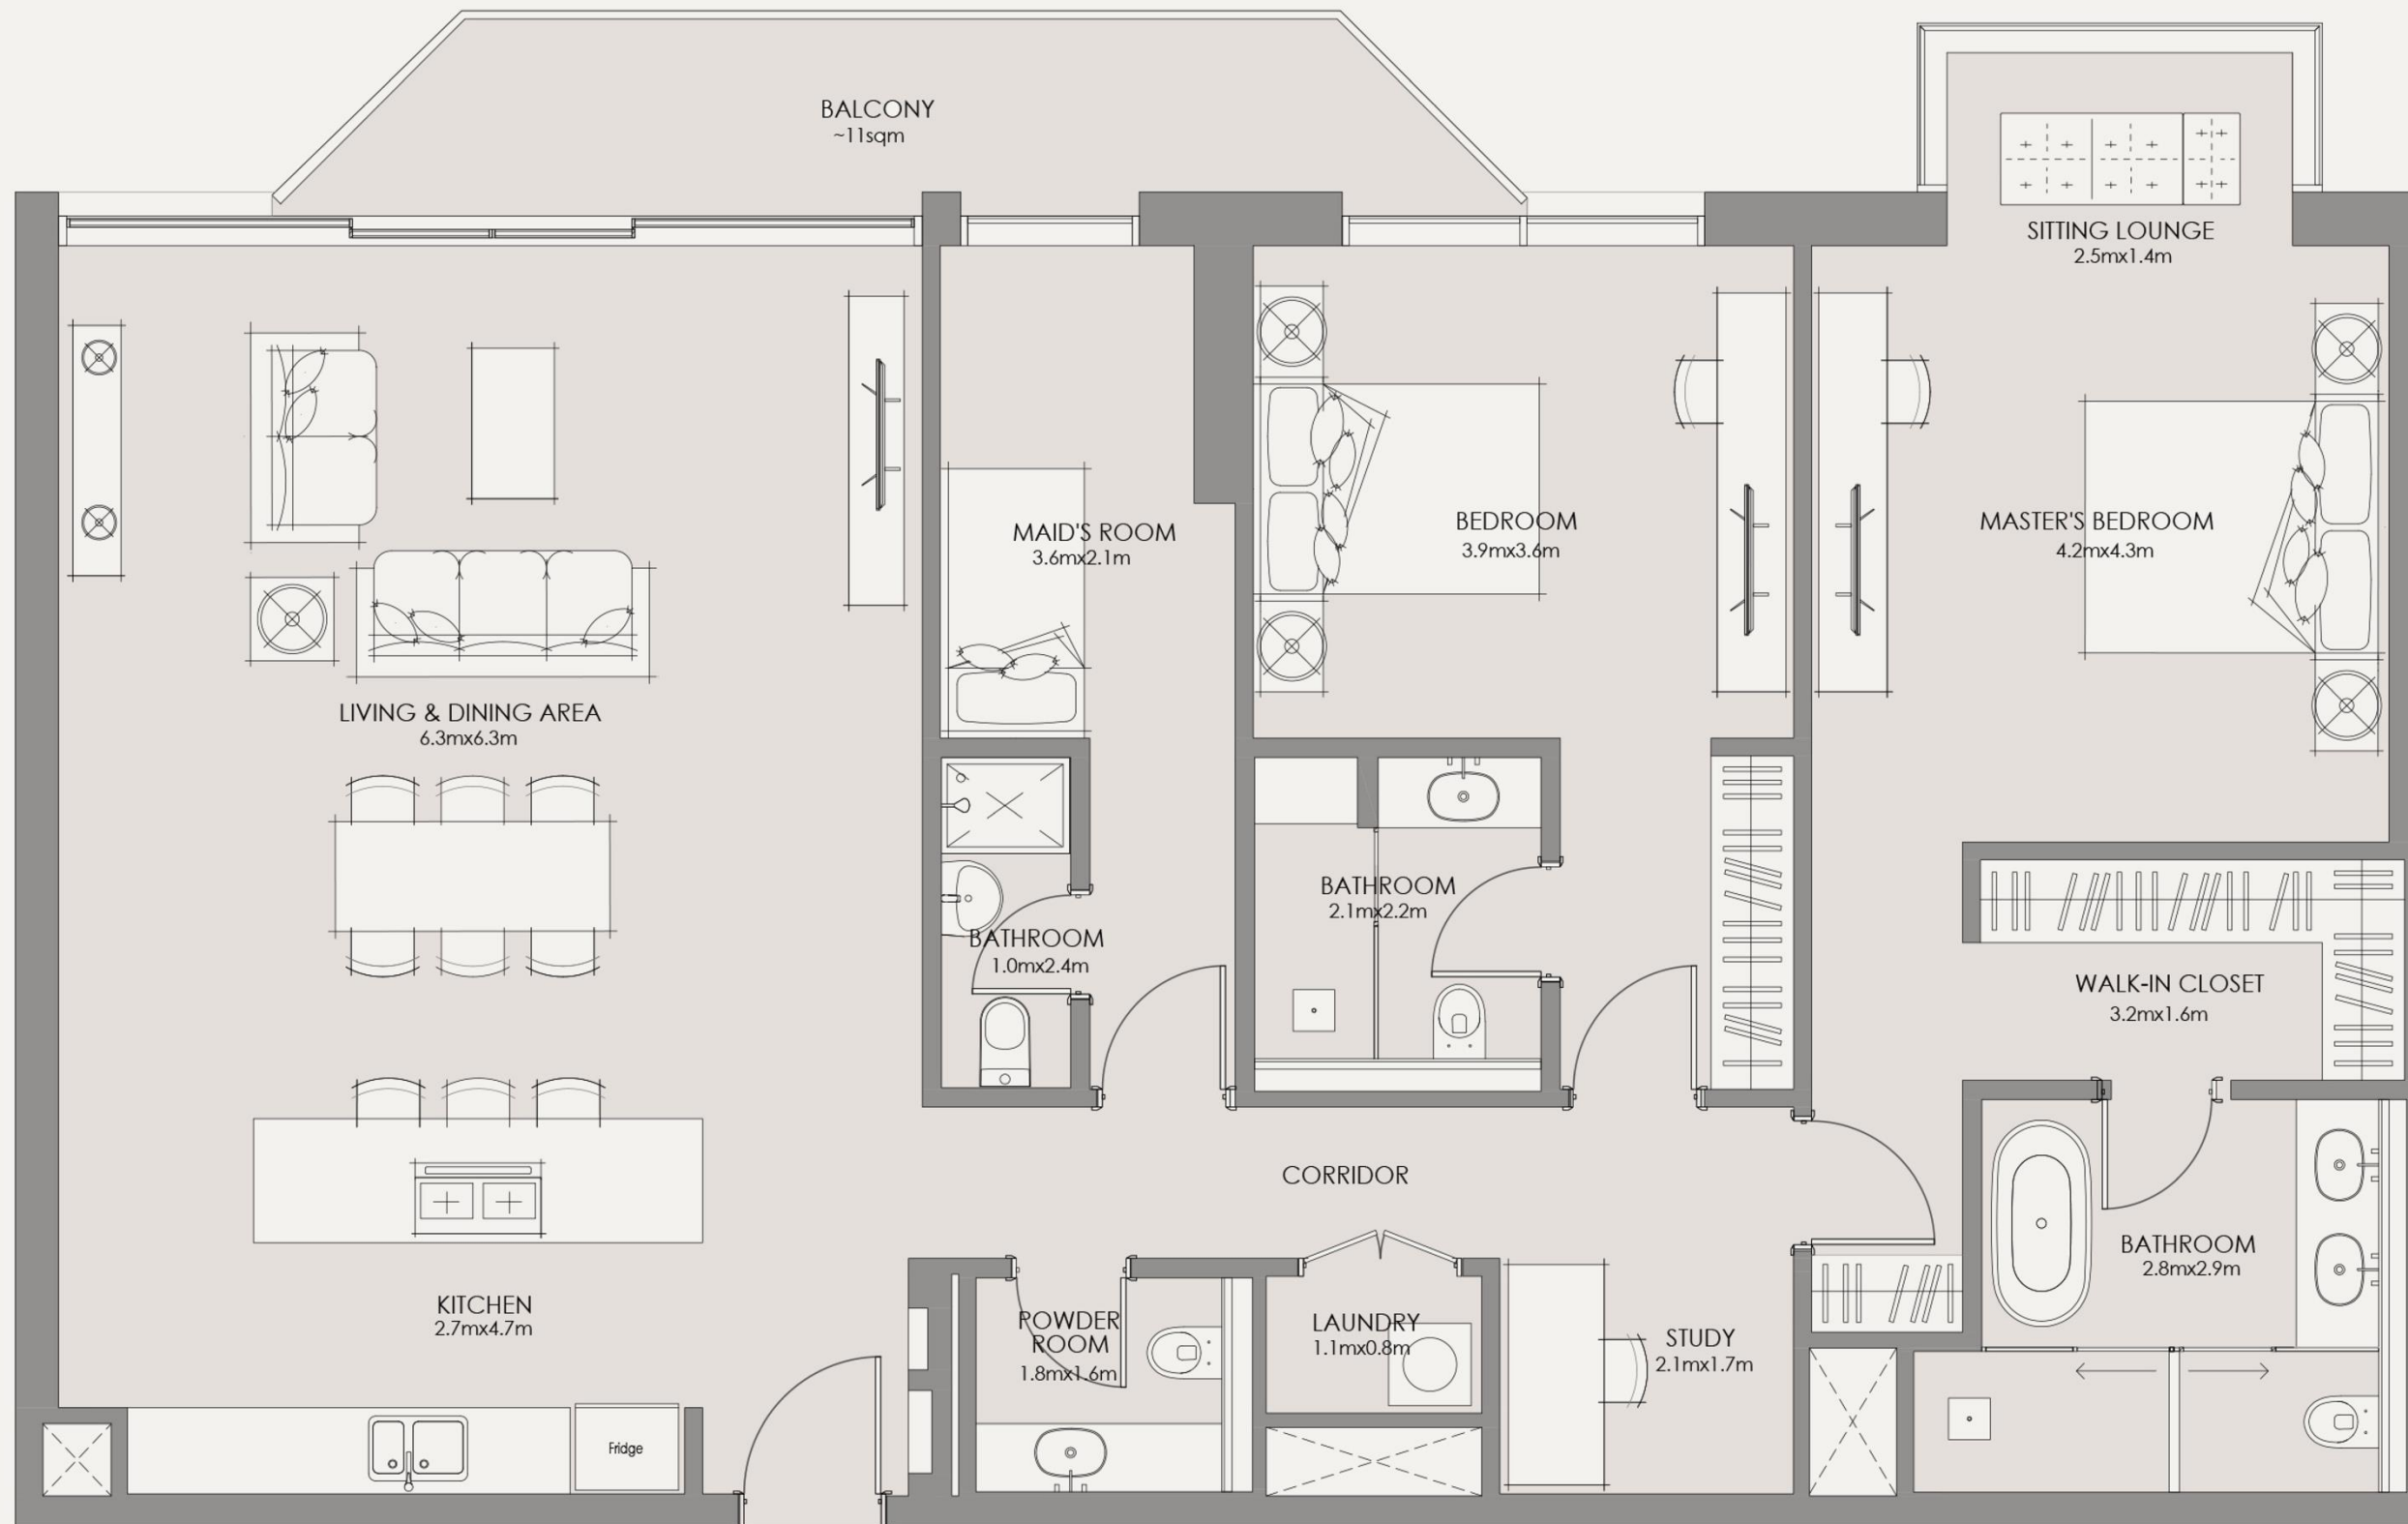 BALCONY
~11sqm
SITTING LOUNGE
2.5mx1.4m
MAID'S ROOM
3.6mx2.1m
BEDROOM
3.9mx3.6m
MASTER'S BEDROOM
4.2mx4.3m
LIVING & DINING AREA
6.3mx6.3m
BATHROOM
1.0mx2.4m
BATHROOM
2.1mx2.2m
WALK-IN CLOSET
3.2mx1.6m
CORRIDOR
KITCHEN
2.7mx4.7m
Fridge
POWDER
ROOM
1.8mx1.6m
LAUNDRY
1.1mx0.8m
STUDY
2.1mx1.7m
BATHROOM
2.8mx2.9m